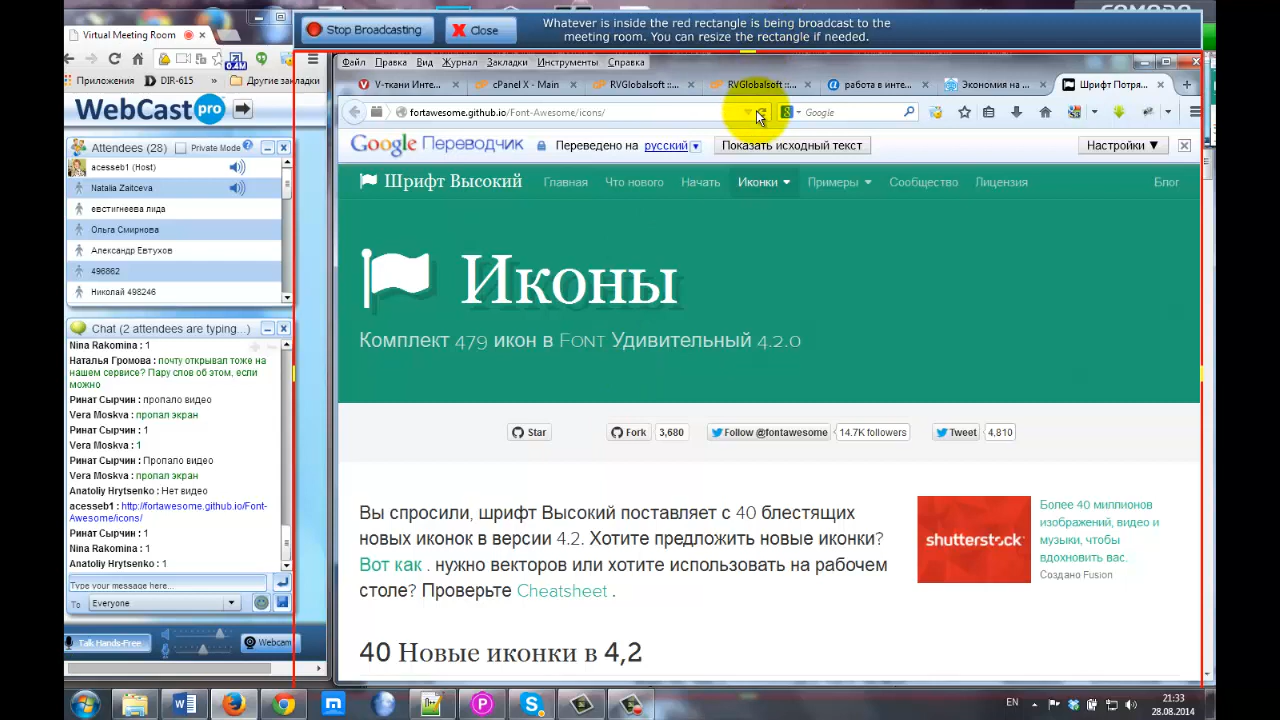 Stop Broadcasting
Close
Whatever is inside the red rectangle is being broadcast to the
meeting room. You can resize the rectangle if needed.
Virtual Meeting Room
Приложения
DIR-615
»
Другие закладки
WebCast pro
Attendees (28)
Private Mode
acesseb1 (Host)
Natalia Zaitceva
евстигнеева лида
Ольга Смирнова
Александр Евтухов
496862
Николай 498246
Chat (2 attendees are typing...)
Nina Rakomina : 1
Наталья Громова : почту открывал тоже на
нашем сервисе? Пару слов об этом, если
можно
Ринат Сырчин : пропало видео
Vera Moskva : пропал экран
Ринат Сырчин : 1
Vera Moskva : 1
Ринат Сырчин : Пропало видео
Vera Moskva : пропал экран
Anatoliy Hrytsenko : Нет видео
acesseb1 : http://fortawesome.github.io/Font-
Awesome/icons/
Ринат Сырчин : 1
Nina Rakomina : 1
Anatoliy Hrytsenko : 1
Type your message here...
To
Everyone
Talk Hands-Free
Webcam
Файл Правка Вид Журнал Закладки Инструменты Справка
V-ткани Инте...
cPanel X - Main
RVGlobalsoft ::...
RVGlobalsoft ::...
работа в инте...
Экономия на ...
Шрифт Потря...
fortawesome.github.io/Font-Awesome/icons/
Google
Google Переводчик
Переведено на русский
Показать исходный текст
Настройки ▼
Шрифт Высокий
Главная
Что нового
Начать
Иконки
Примеры
Сообщество
Лицензия
Блог
Иконы
Комплект 479 икон в Font Удивительный 4.2.0
Star
Fork
3,680
Follow @fontawesome
14.7K followers
Tweet
4,810
Вы спросили, шрифт Высокий поставляет с 40 блестящих
новых иконок в версии 4.2. Хотите предложить новые иконки?
Вот как . нужно векторов или хотите использовать на рабочем
столе? Проверьте Cheatsheet .
shutterstock
Более 40 миллионов
изображений, видео и
музыки, чтобы
вдохновить вас.
Создано Fusion
40 Новые иконки в 4,2
EN
21:33
28.08.2014